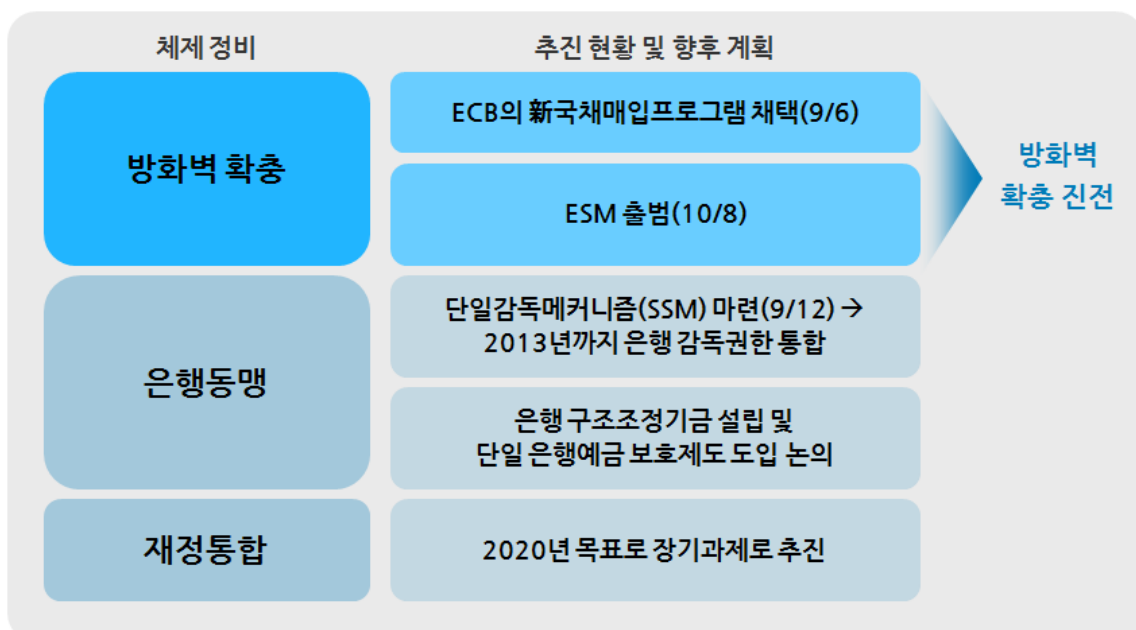 체제 정비
추진 현황 및 향후 계획
방화벽 확충
ECB의 新국채매입프로그램 채택(9/6)
ESM 출범(10/8)
방화벽
확충 진전
은행동맹
단일감독메커니즘(SSM) 마련(9/12) →
2013년까지 은행 감독권한 통합
은행 구조조정기금 설립 및
단일 은행예금 보호제도 도입 논의
재정통합
2020년 목표로 장기과제로 추진